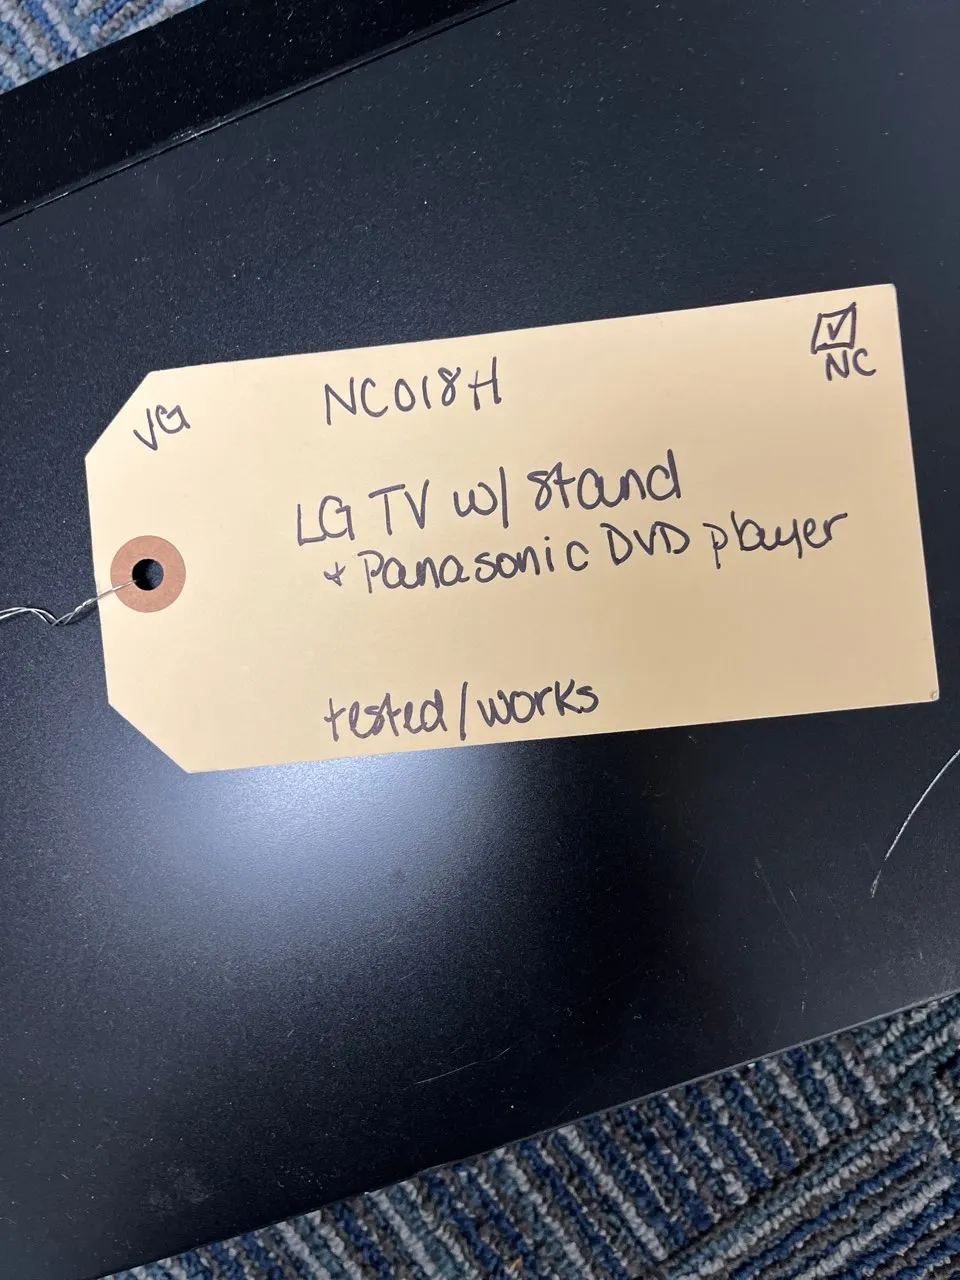 ☑
NC
VG
NC018H
LG TV w/ stand
+ Panasonic DVD player
tested/works